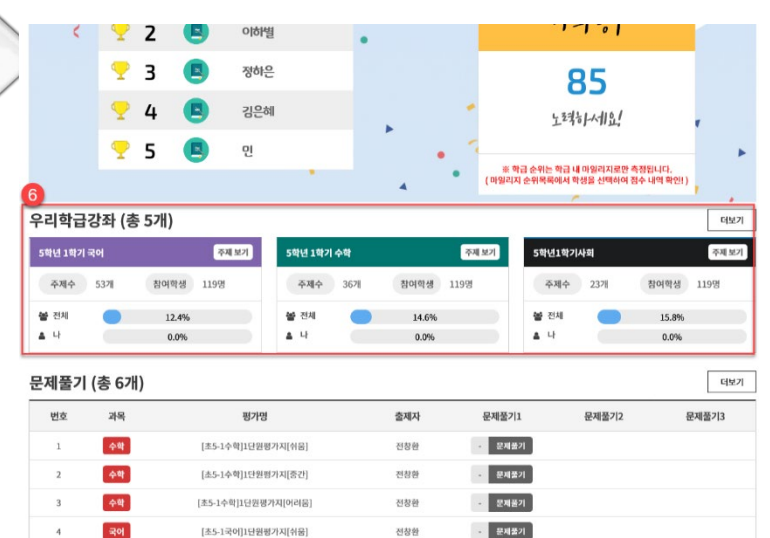 2 이하별
3 정하은
4 김은혜
5 민
85
노력하세요!
※ 학급 순위는 학급 내 마일리지로만 측정됩니다.
( 마일리지 순위목록에서 학생을 선택하여 점수 내역 확인! )
6
우리학급강좌 (총 5개) 더보기
5학년 1학기 국어 주제 보기 5학년 1학기 수학 주제 보기 5학년1학기사회 주제 보기
주제수 53개 참여학생 119명 주제수 36개 참여학생 119명 주제수 23개 참여학생 119명
전체 12.4% 전체 14.6% 전체 15.8%
나 0.0% 나 0.0% 나 0.0%
문제풀기 (총 6개) 더보기
번호 과목 평가명 출제자 문제풀기1 문제풀기2 문제풀기3
1 수학 [초5-1수학]1단원평가지[쉬움] 전창완 - 문제풀기
2 수학 [초5-1수학]1단원평가지[중간] 전창완 - 문제풀기
3 수학 [초5-1수학]1단원평가지[어려움] 전창완 - 문제풀기
4 국어 [초5-1국어]1단원평가지[쉬움] 전창완 - 문제풀기